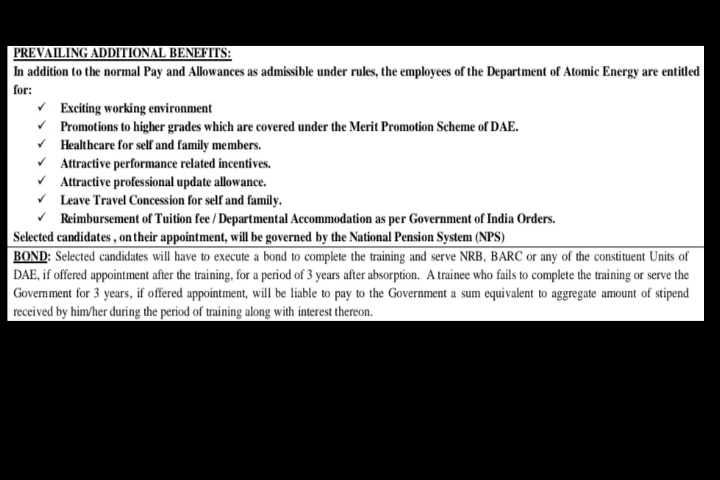 PREVAILING ADDITIONAL BENEFITS:
In addition to the normal Pay and Allowances as admissible under rules, the employees of the Department of Atomic Energy are entitled
for:
✓ Exciting working environment
✓ Promotions to higher grades which are covered under the Merit Promotion Scheme of DAE.
✓ Healthcare for self and family members.
✓ Attractive performance related incentives.
✓ Attractive professional update allowance.
✓ Leave Travel Concession for self and family.
✓ Reimbursement of Tuition fee / Departmental Accommodation as per Government of India Orders.
Selected candidates , on their appointment, will be governed by the National Pension System (NPS)
BOND: Selected candidates will have to execute a bond to complete the training and serve NRB, BARC or any of the constituent Units of
DAE, if offered appointment after the training, for a period of 3 years after absorption. A trainee who fails to complete the training or serve the
Government for 3 years, if offered appointment, will be liable to pay to the Government a sum equivalent to aggregate amount of stipend
received by him/her during the period of training along with interest thereon.